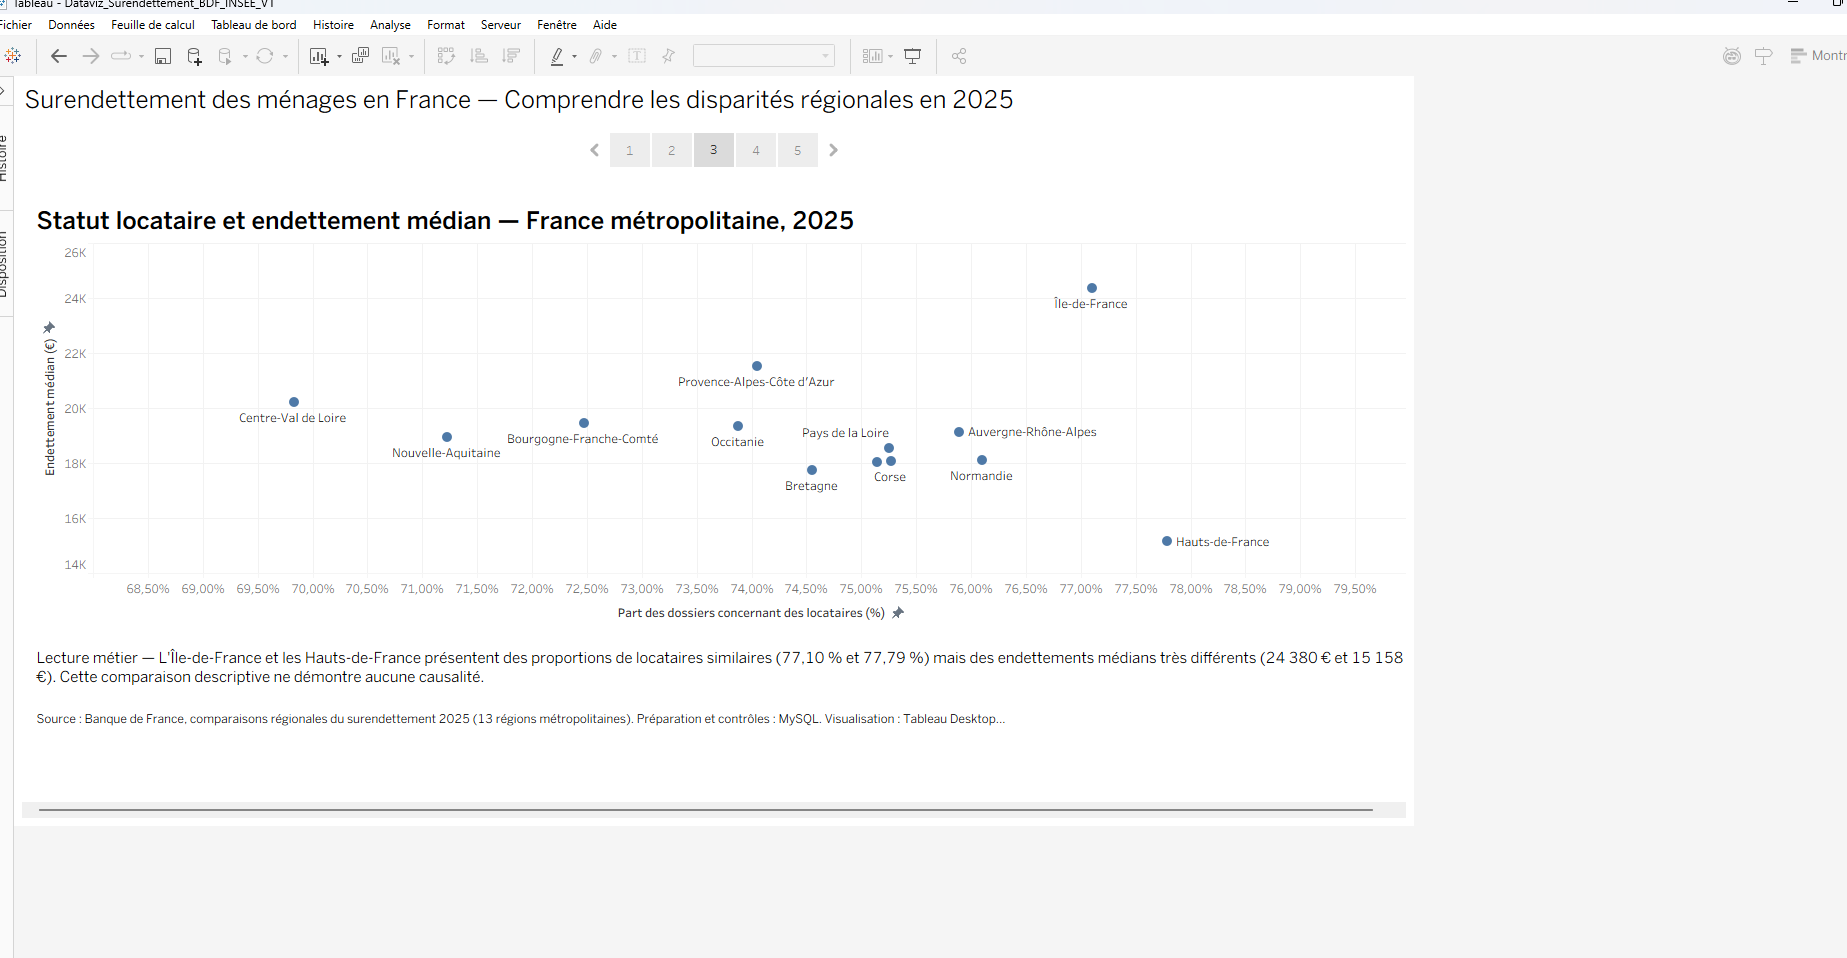 Tableau - Dataviz_Surendettement_BDF_INSEE_V1
Fichier Données Feuille de calcul Tableau de bord Histoire Analyse Format Serveur Fenêtre Aide
Montr
Histoire
Disposition
Surendettement des ménages en France — Comprendre les disparités régionales en 2025
1 2 3 4 5
Statut locataire et endettement médian — France métropolitaine, 2025
Endettement médian (€)
26K
24K
22K
20K
18K
16K
14K
Île-de-France
Provence-Alpes-Côte d'Azur
Centre-Val de Loire
Nouvelle-Aquitaine
Bourgogne-Franche-Comté
Occitanie
Pays de la Loire
Auvergne-Rhône-Alpes
Bretagne
Corse
Normandie
Hauts-de-France
68,50% 69,00% 69,50% 70,00% 70,50% 71,00% 71,50% 72,00% 72,50% 73,00% 73,50% 74,00% 74,50% 75,00% 75,50% 76,00% 76,50% 77,00% 77,50% 78,00% 78,50% 79,00% 79,50%
Part des dossiers concernant des locataires (%)
Lecture métier — L'Île-de-France et les Hauts-de-France présentent des proportions de locataires similaires (77,10 % et 77,79 %) mais des endettements médians très différents (24 380 € et 15 158
€). Cette comparaison descriptive ne démontre aucune causalité.
Source : Banque de France, comparaisons régionales du surendettement 2025 (13 régions métropolitaines). Préparation et contrôles : MySQL. Visualisation : Tableau Desktop...